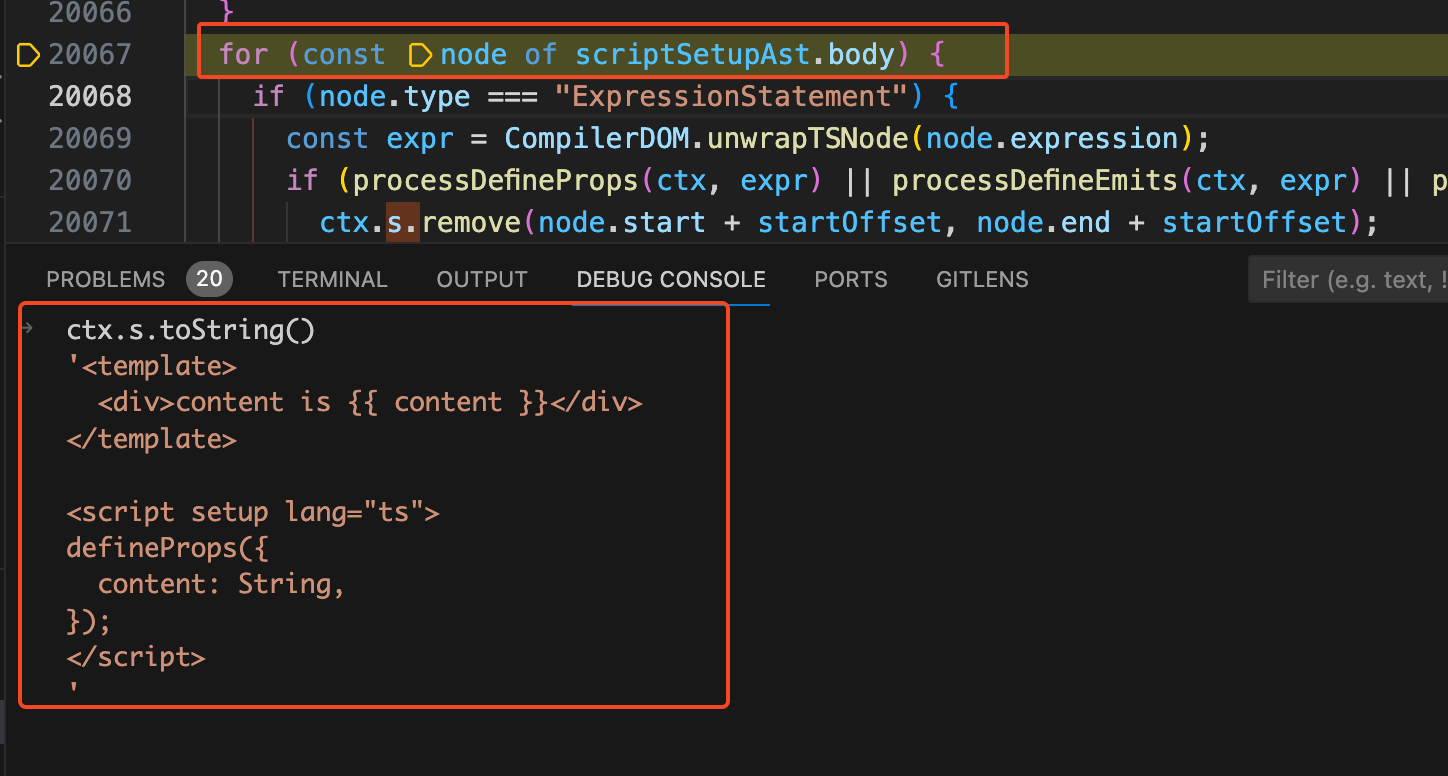 20066 }
20067 for (const node of scriptSetupAst.body) {
20068 if (node.type === "ExpressionStatement") {
20069 const expr = CompilerDOM.unwrapTSNode(node.expression);
20070 if (processDefineProps(ctx, expr) || processDefineEmits(ctx, expr) || p
20071 ctx.s.remove(node.start + startOffset, node.end + startOffset);
PROBLEMS 20 TERMINAL OUTPUT DEBUG CONSOLE PORTS GITLENS Filter (e.g. text, !
ctx.s.toString()
'<template>
<div>content is {{ content }}</div>
</template>
<script setup lang="ts">
defineProps({
content: String,
});
</script>
'